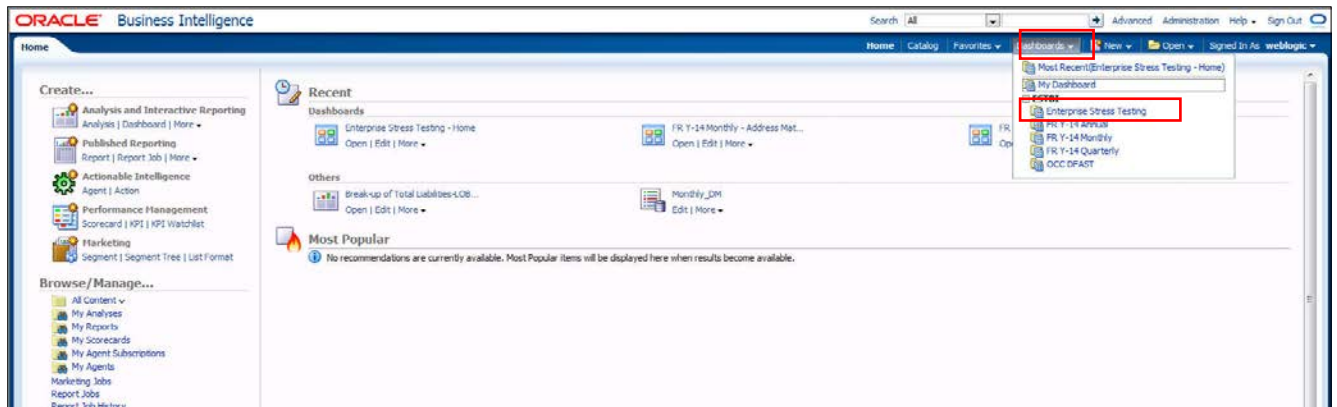 ORACLE Business Intelligence
Search All Advanced Administration Help Sign Out
Home
Home Catalog Favorites Dashboards New Open Signed In As weblogic
Most Recent(Enterprise Stress Testing - Home)
My Dashboard
Enterprise Stress Testing
FR Y-14 Annual
FR Y-14 Monthly
FR Y-14 Quarterly
OCC DFAST
Create...
Analysis and Interactive Reporting
Analysis | Dashboard | More
Published Reporting
Report | Report Job | More
Actionable Intelligence
Agent | Action
Performance Management
Scorecard | KPI | KPI Watchlist
Marketing
Segment | Segment Tree | List Format
Browse/Manage...
All Content
My Analyses
My Reports
My Scorecards
My Agent Subscriptions
My Agents
Marketing Jobs
Report Jobs
Report Job History
Recent
Dashboards
Enterprise Stress Testing - Home
Open | Edit | More
FR Y-14 Monthly - Address Mat...
Open | Edit | More
FR
Others
Break-up of Total Liabilities-LOB...
Open | Edit | More
Monthly_DM
Edit | More
Most Popular
No recommendations are currently available. Most Popular items will be displayed here when results become available.